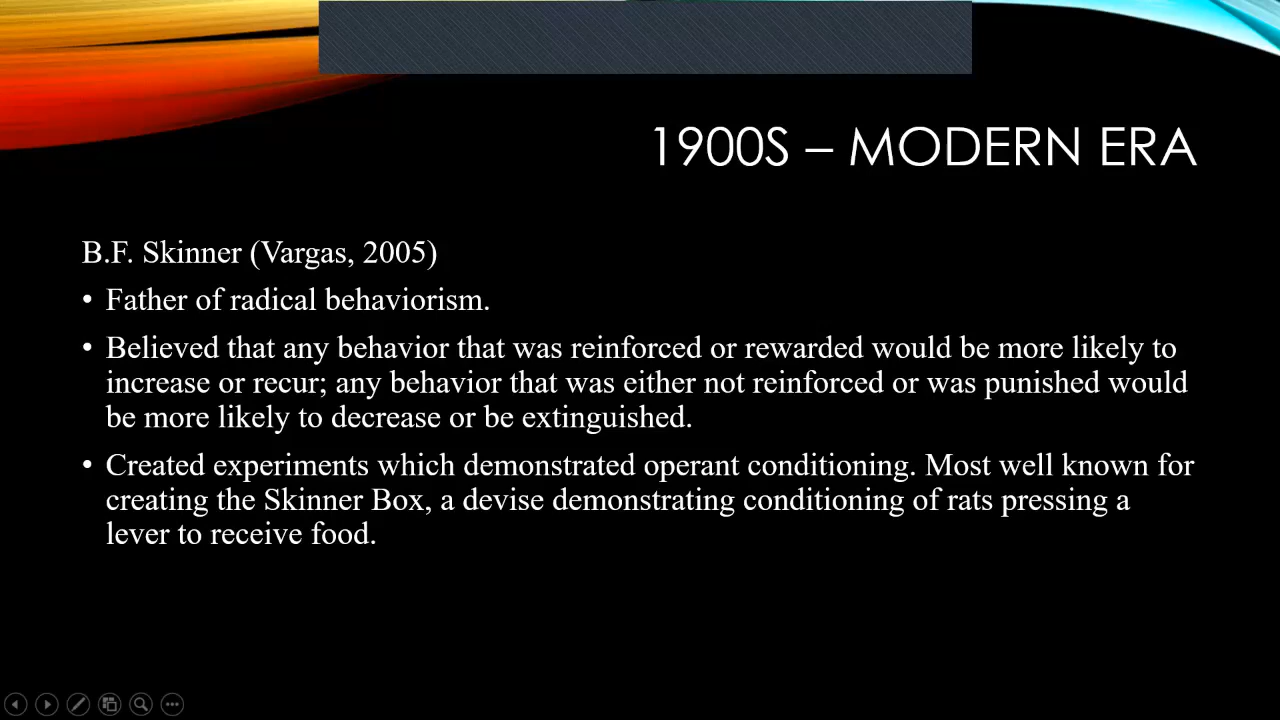 1900S – MODERN ERA
B.F. Skinner (Vargas, 2005)
• Father of radical behaviorism.
• Believed that any behavior that was reinforced or rewarded would be more likely to
increase or recur; any behavior that was either not reinforced or was punished would
be more likely to decrease or be extinguished.
• Created experiments which demonstrated operant conditioning. Most well known for
creating the Skinner Box, a devise demonstrating conditioning of rats pressing a
lever to receive food.